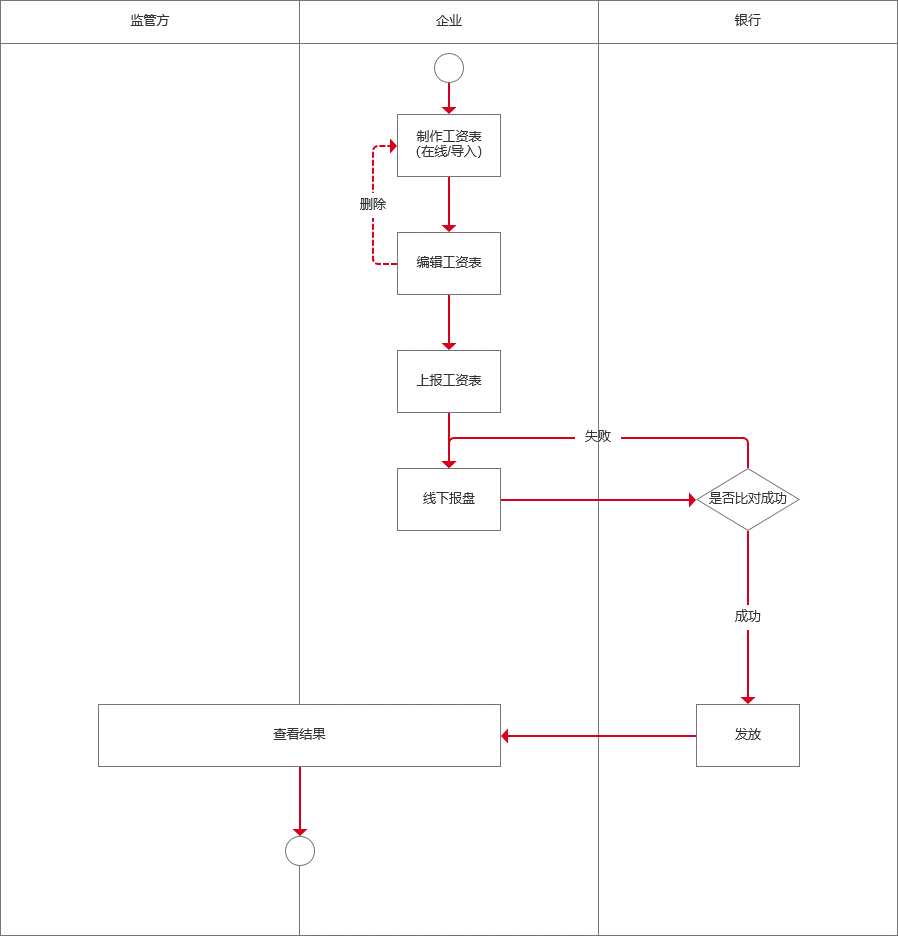 监管方
企业
银行
制作工资表
(在线/导入)
删除
编辑工资表
上报工资表
失败
线下报盘
是否比对成功
成功
查看结果
发放